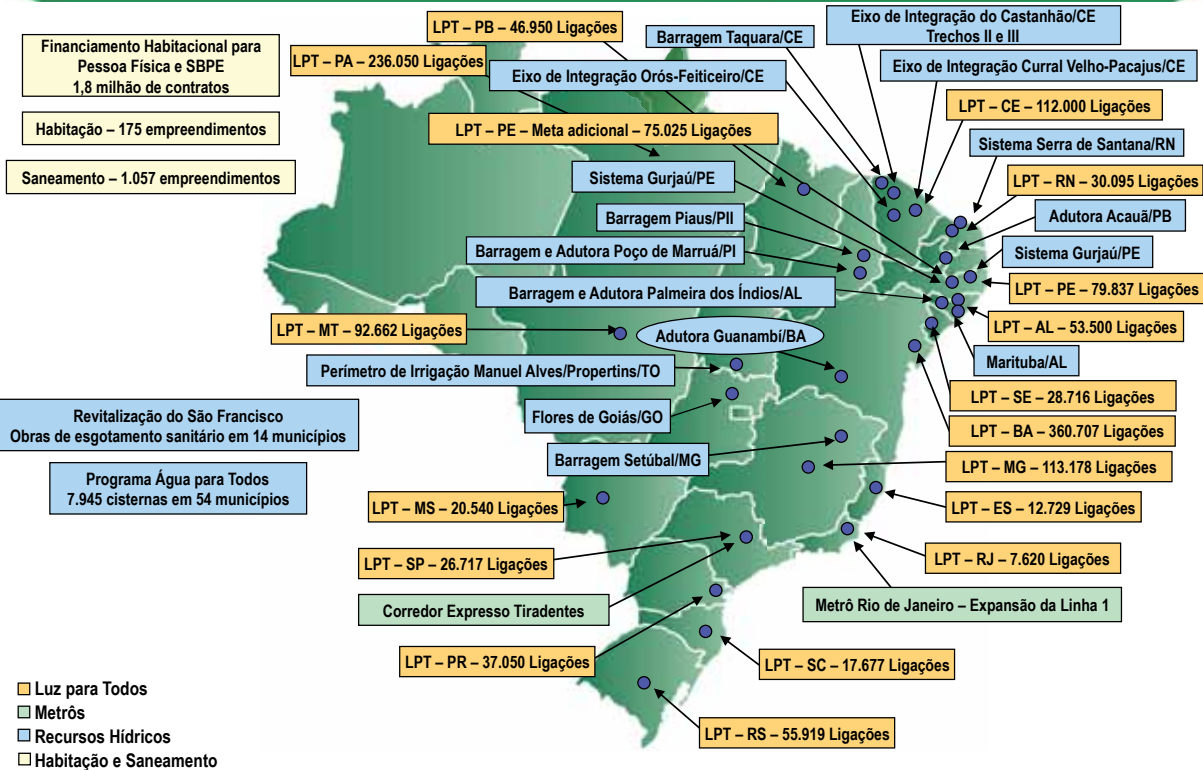 LPT – PB – 46.950 Ligações
Barragem Taquara/CE
Eixo de Integração do Castanhão/CE
Trechos II e III
Financiamento Habitacional para
Pessoa Física e SBPE
1,8 milhão de contratos
LPT – PA – 236.050 Ligações
Eixo de Integração Orós-Feiticeiro/CE
Eixo de Integração Curral Velho-Pacajus/CE
LPT – CE – 112.000 Ligações
Habitação – 175 empreendimentos
LPT – PE – Meta adicional – 75.025 Ligações
Sistema Serra de Santana/RN
Saneamento – 1.057 empreendimentos
Sistema Gurjaú/PE
LPT – RN – 30.095 Ligações
Barragem Piaus/PII
Adutora Acauã/PB
Barragem e Adutora Poço de Marruá/PI
Sistema Gurjaú/PE
Barragem e Adutora Palmeira dos Índios/AL
LPT – PE – 79.837 Ligações
LPT – MT – 92.662 Ligações
Adutora Guanambí/BA
LPT – AL – 53.500 Ligações
Marituba/AL
Perímetro de Irrigação Manuel Alves/Propertins/TO
LPT – SE – 28.716 Ligações
Revitalização do São Francisco
Obras de esgotamento sanitário em 14 municípios
Flores de Goiás/GO
LPT – BA – 360.707 Ligações
Barragem Setúbal/MG
LPT – MG – 113.178 Ligações
Programa Água para Todos
7.945 cisternas em 54 municípios
LPT – MS – 20.540 Ligações
LPT – ES – 12.729 Ligações
LPT – SP – 26.717 Ligações
LPT – RJ – 7.620 Ligações
Corredor Expresso Tiradentes
Metrô Rio de Janeiro – Expansão da Linha 1
LPT – PR – 37.050 Ligações
LPT – SC – 17.677 Ligações
LPT – RS – 55.919 Ligações
Luz para Todos
Metrôs
Recursos Hídricos
Habitação e Saneamento